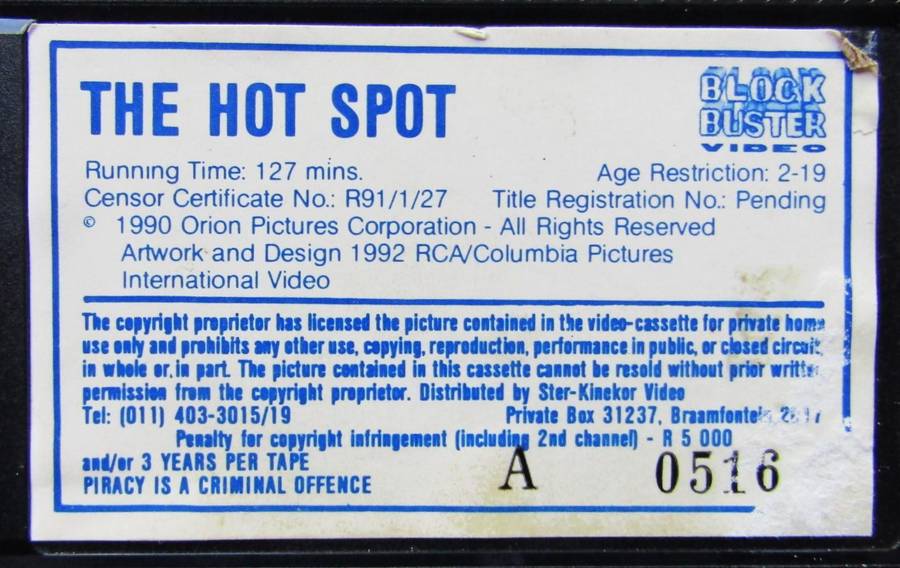 THE HOT SPOT
BLOCK
BUSTER
VIDEO
Running Time: 127 mins.
Age Restriction: 2-19
Censor Certificate No.: R91/1/27
Title Registration No.: Pending
© 1990 Orion Pictures Corporation - All Rights Reserved
Artwork and Design 1992 RCA/Columbia Pictures
International Video
The copyright proprietor has licensed the picture contained in the video-cassette for private home
use only and prohibits any other use, copying, reproduction, performance in public, or closed circuit,
in whole or in part. The picture contained in this cassette cannot be resold without prior written
permission from the copyright proprietor. Distributed by Ster-Kinekor Video
Tel: (011) 403-3015/19
Private Box 31237, Braamfontein
Penalty for copyright infringement (including 2nd channel) - R 5 000
and/or 3 YEARS PER TAPE
PIRACY IS A CRIMINAL OFFENCE
A 0516